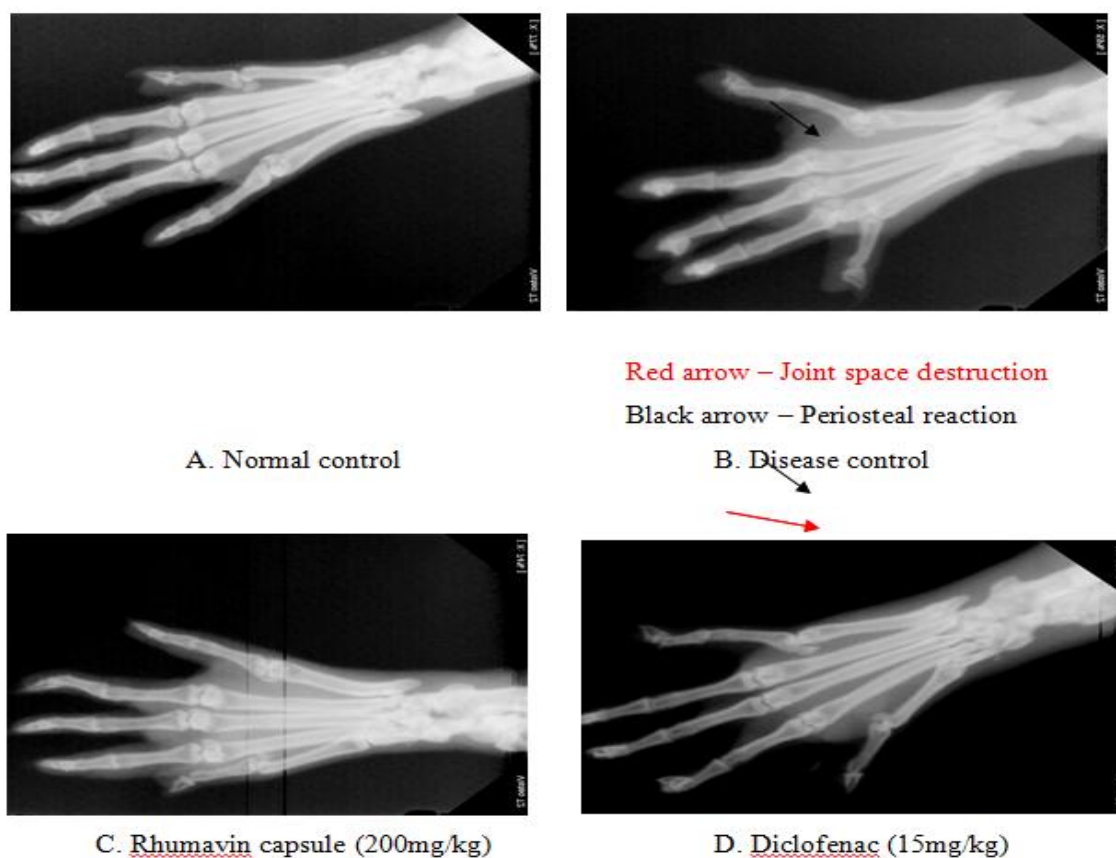 Red arrow – Joint space destruction
Black arrow – Periosteal reaction
A. Normal control
B. Disease control
C. Rhumavin capsule (200mg/kg)
D. Diclofenac (15mg/kg)